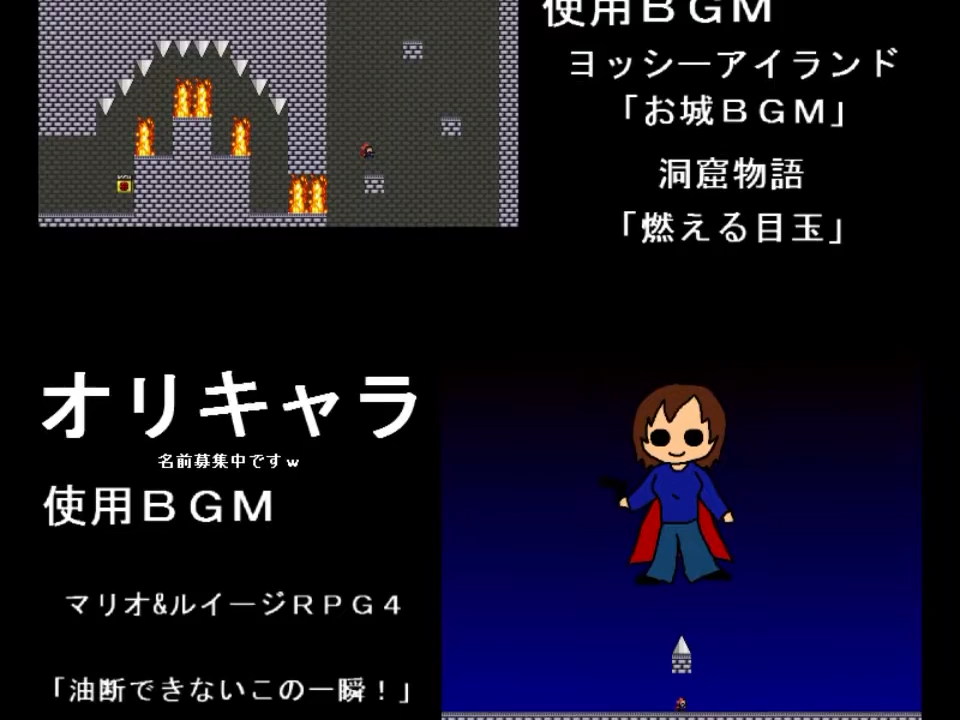 使用ＢＧＭ
ヨッシーアイランド
「お城ＢＧＭ」
洞窟物語
「燃える目玉」
オリキャラ
名前募集中ですｗ
使用ＢＧＭ
マリオ&ルイージＲＰＧ４
「油断できないこの一瞬！」